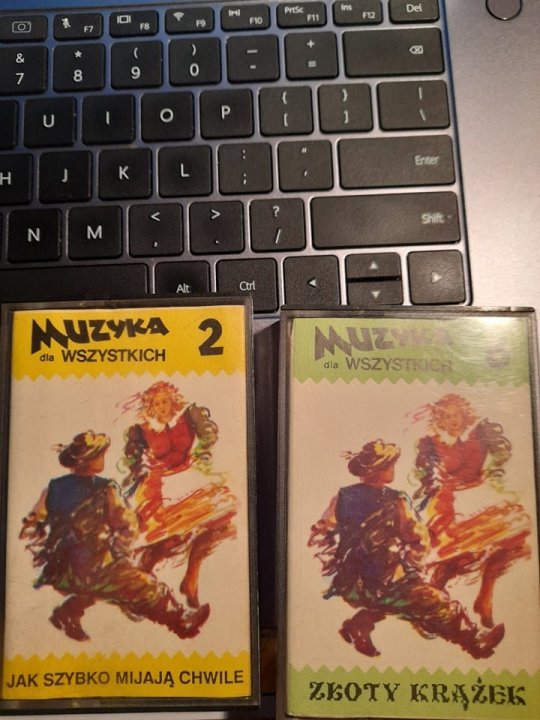 F7 F8 F9 F10 PrtSc F11 Ins F12 Del
& 7 * 8 ( 9 ) 0 _ - + =
U I O P { [ } ] | \
H J K L : ; " ' Enter
N M < , > . ? / Shift
Alt Ctrl
MUZYKA 2
dla WSZYSTKICH
JAK SZYBKO MIJAJĄ CHWILE
MUZYKA
dla WSZYSTKICH
ZŁOTY KRĄŻEK